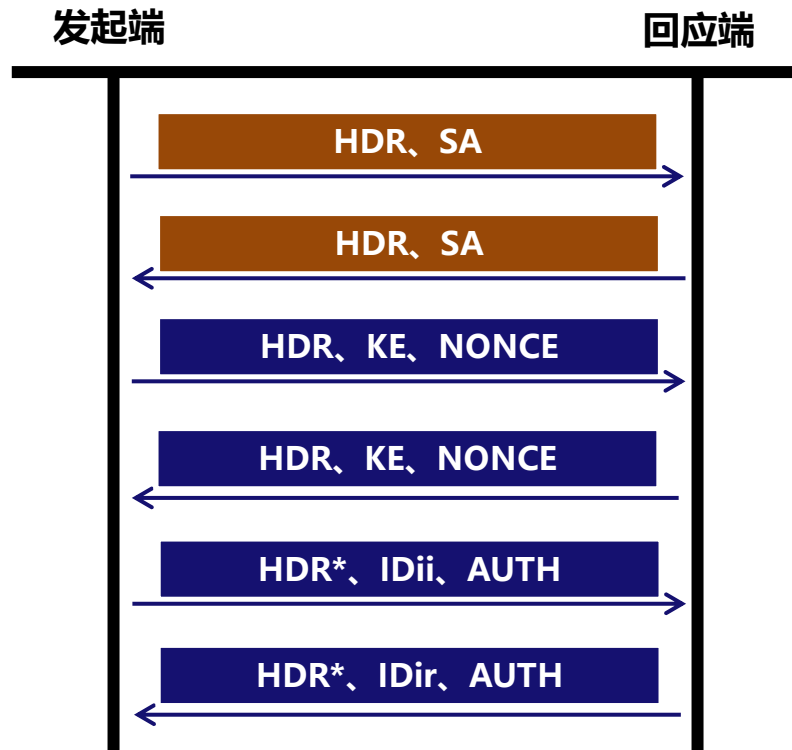 发起端
回应端
HDR、SA
HDR、SA
HDR、KE、NONCE
HDR、KE、NONCE
HDR*、IDii、AUTH
HDR*、IDir、AUTH